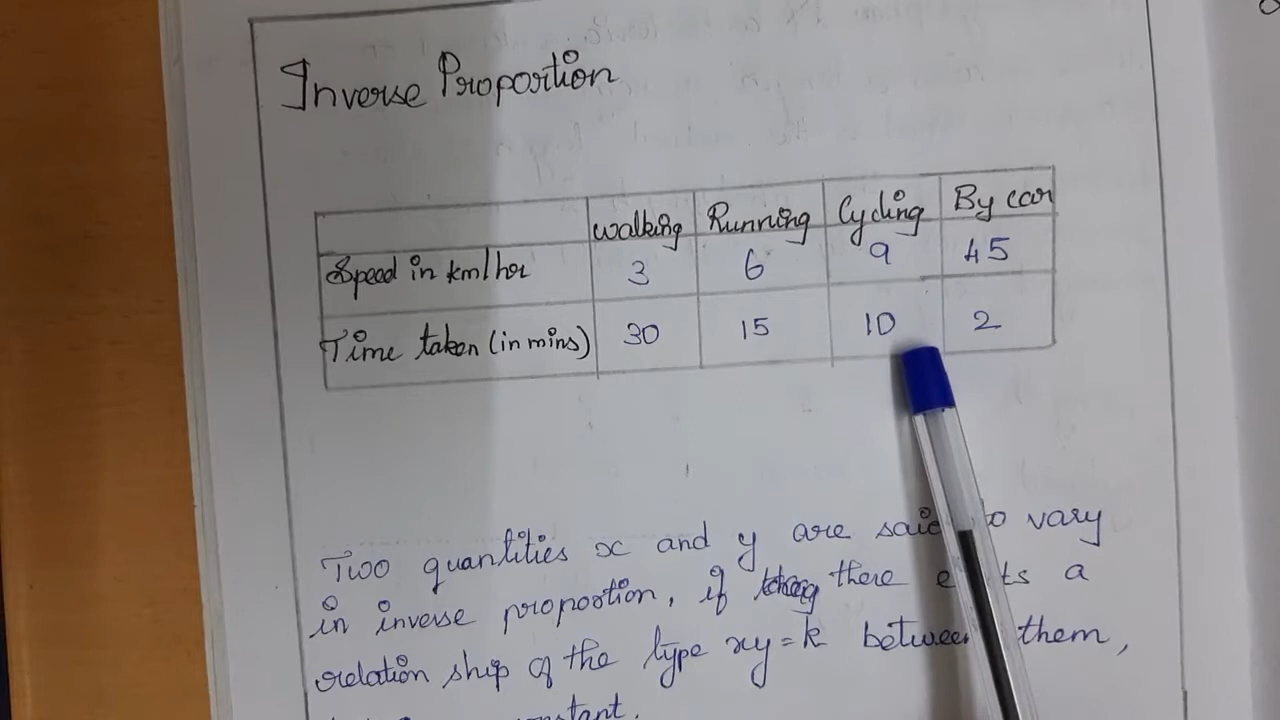 Inverse Proportion
Walking Running Cycling By car
Speed in km/hr 3 6 9 45
Time taken (in mins) 30 15 10 2
Two quantities x and y are said to vary
in inverse proportion, if there a
relation ship of the type xy = k between them,